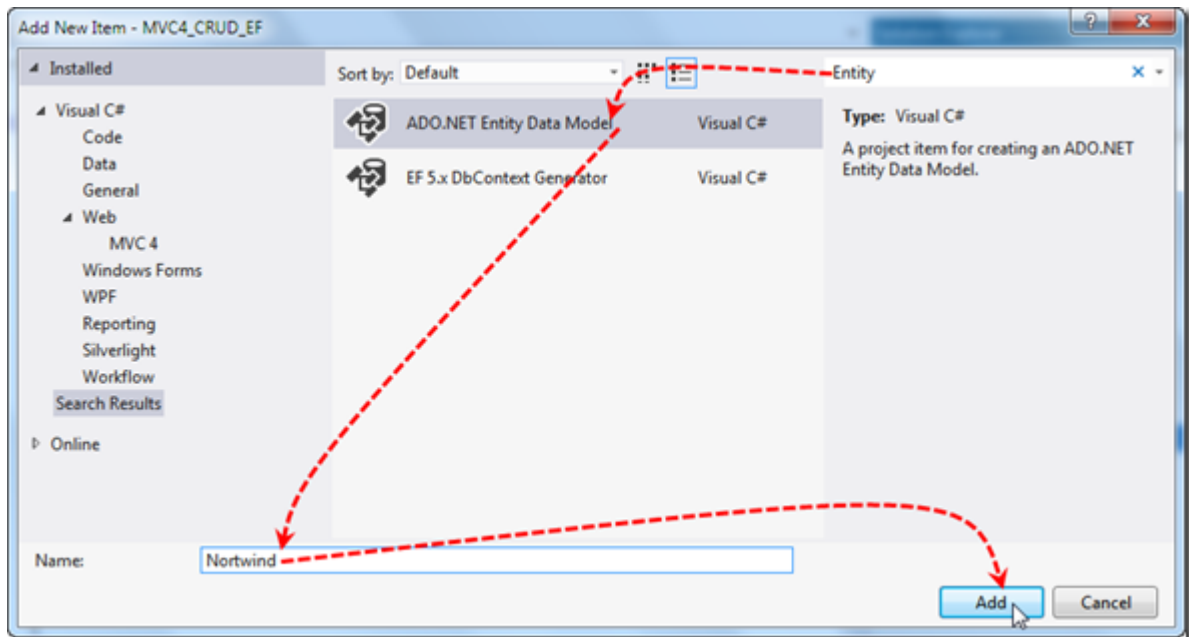 Add New Item - MVC4_CRUD_EF
Installed
Sort by: Default
Entity
Visual C#
Code
Data
General
Web
MVC 4
Windows Forms
WPF
Reporting
Silverlight
Workflow
Search Results
Online
ADO.NET Entity Data Model Visual C#
EF 5.x DbContext Generator Visual C#
Type: Visual C#
A project item for creating an ADO.NET
Entity Data Model.
Name: Nortwind
Add Cancel